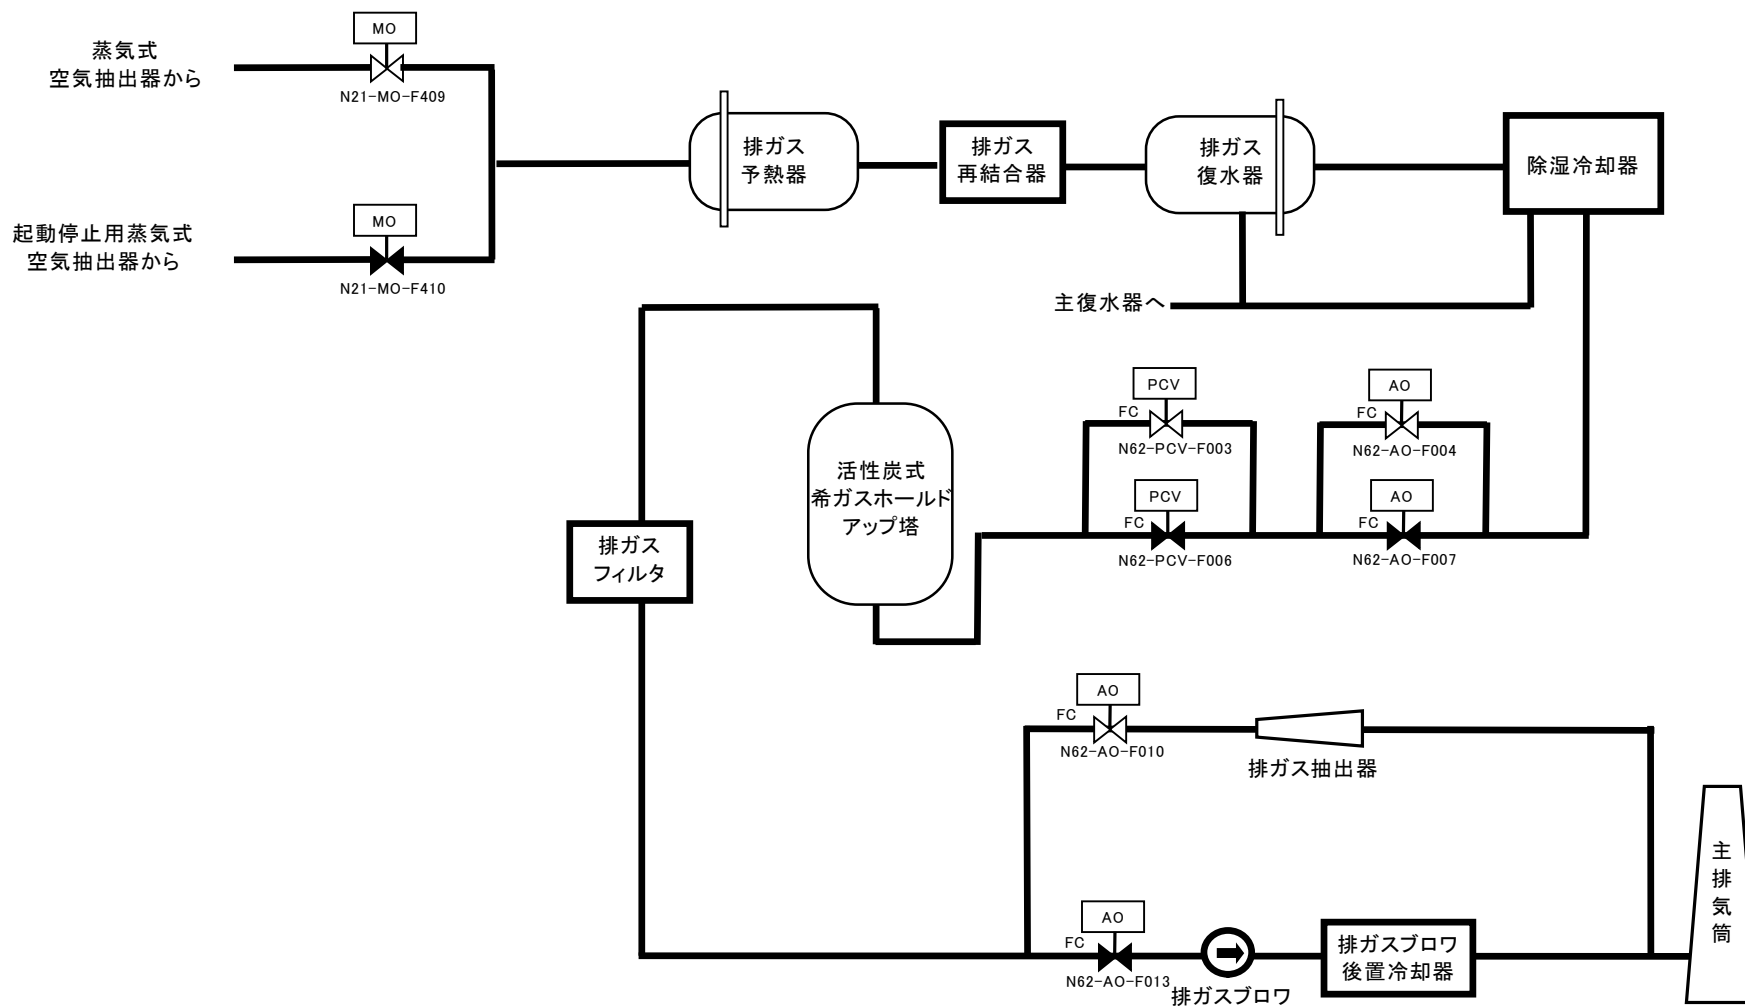 MO
蒸気式
空気抽出器から
N21-MO-F409
排ガス
予熱器
排ガス
再結合器
排ガス
復水器
除湿冷却器
MO
起動停止用蒸気式
空気抽出器から
N21-MO-F410
主復水器へ
PCV
FC
N62-PCV-F003
AO
FC
N62-AO-F004
PCV
FC
N62-PCV-F006
AO
FC
N62-AO-F007
活性炭式
希ガスホールド
アップ塔
排ガス
フィルタ
AO
FC
N62-AO-F010
排ガス抽出器
主
排
気
筒
AO
FC
N62-AO-F013
排ガスブロワ
排ガスブロワ
後置冷却器